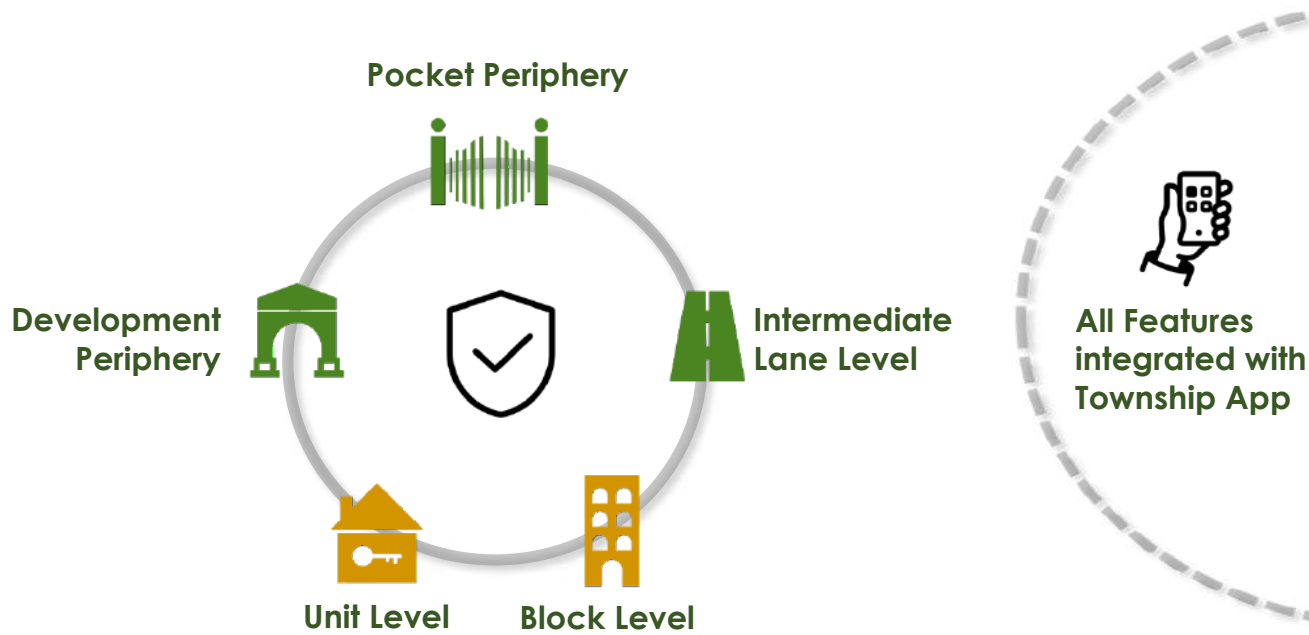 Pocket Periphery
Development
Periphery
Intermediate
Lane Level
Unit Level
Block Level
All Features
integrated with
Township App